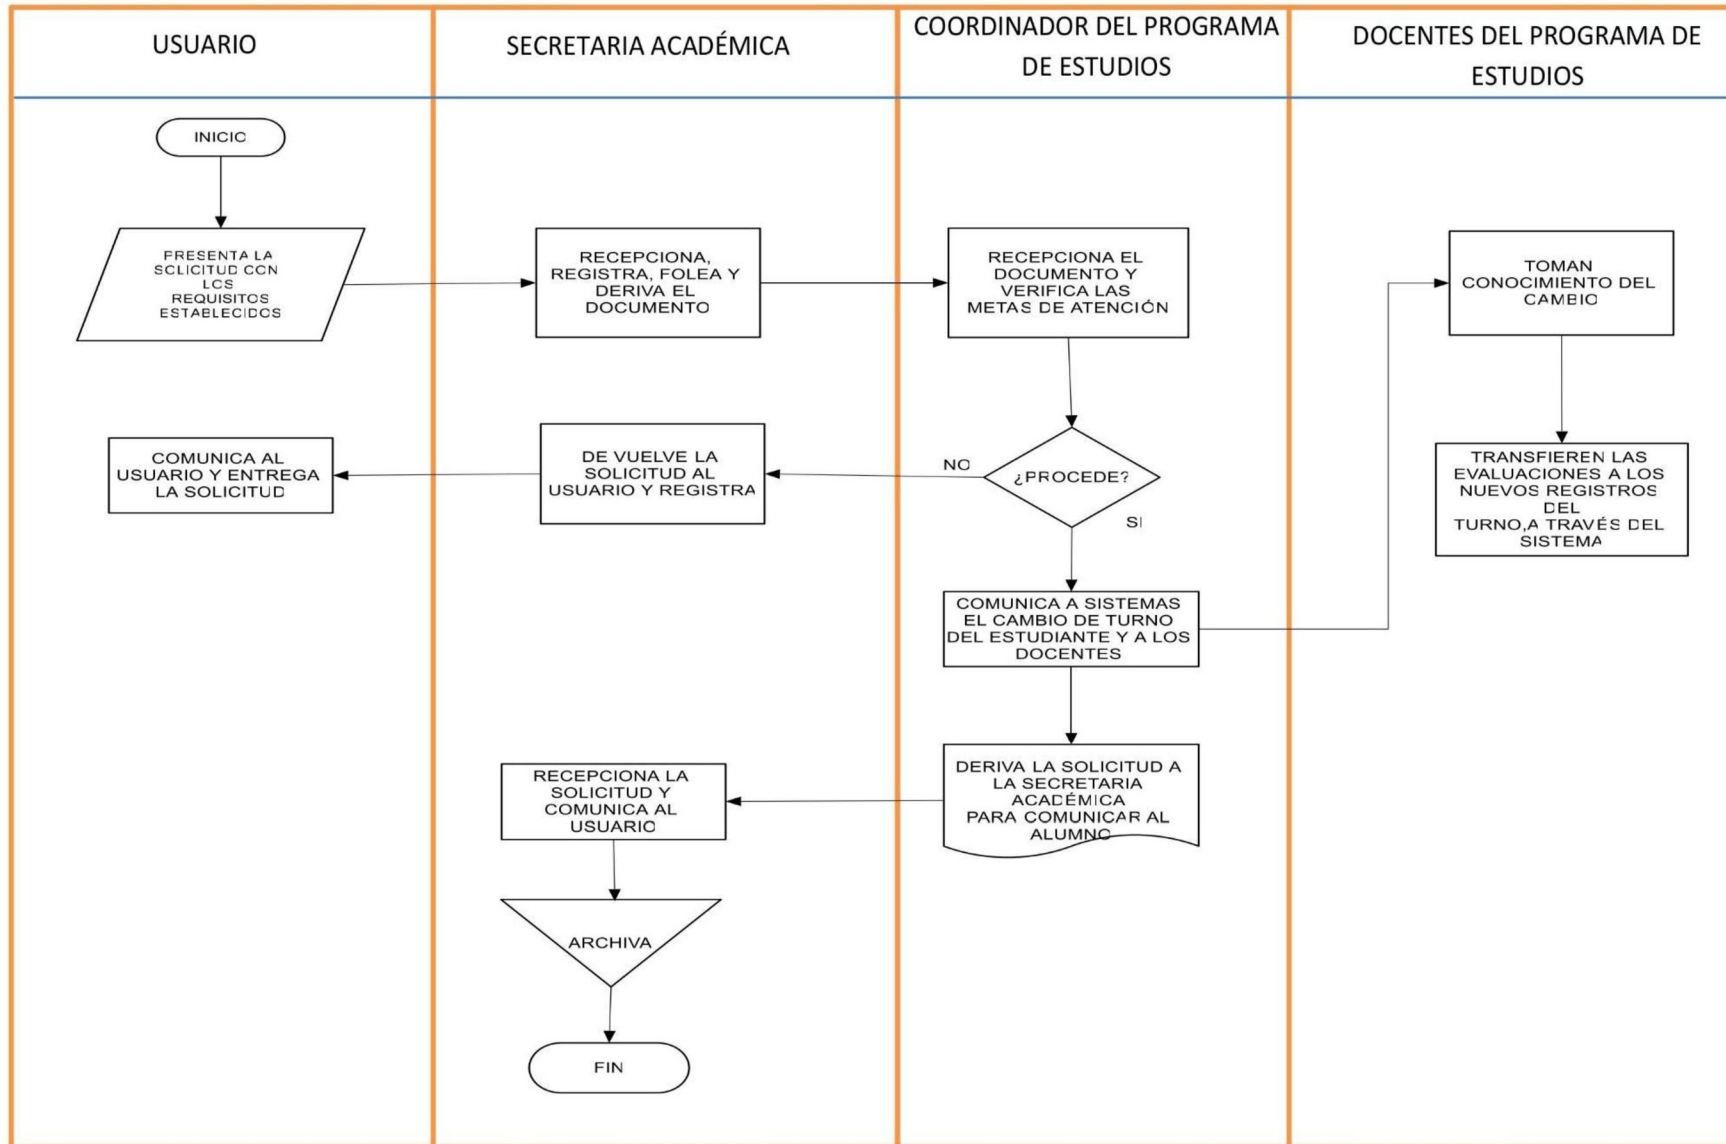 USUARIO
SECRETARIA ACADÉMICA
COORDINADOR DEL PROGRAMA
DE ESTUDIOS
DOCENTES DEL PROGRAMA DE
ESTUDIOS
INICIO
PRESENTA LA
SOLICITUD CON
LOS
REQUISITOS
ESTABLECIDOS
RECEPCIONA,
REGISTRA, FOLEA Y
DERIVA EL
DOCUMENTO
RECEPCIONA EL
DOCUMENTO Y
VERIFICA LAS
METAS DE ATENCIÓN
TOMAN
CONOCIMIENTO DEL
CAMBIO
COMUNICA AL
USUARIO Y ENTREGA
LA SOLICITUD
DE VUELVE LA
SOLICITUD AL
USUARIO Y REGISTRA
NO
¿PROCEDE?
SI
TRANSFIEREN LAS
EVALUACIONES A LOS
NUEVOS REGISTROS
DEL
TURNO,A TRAVÉS DEL
SISTEMA
COMUNICA A SISTEMAS
EL CAMBIO DE TURNO
DEL ESTUDIANTE Y A LOS
DOCENTES
RECEPCIONA LA
SOLICITUD Y
COMUNICA AL
USUARIO
DERIVA LA SOLICITUD A
LA SECRETARIA
ACADÉMICA
PARA COMUNICAR AL
ALUMNO
ARCHIVA
FIN